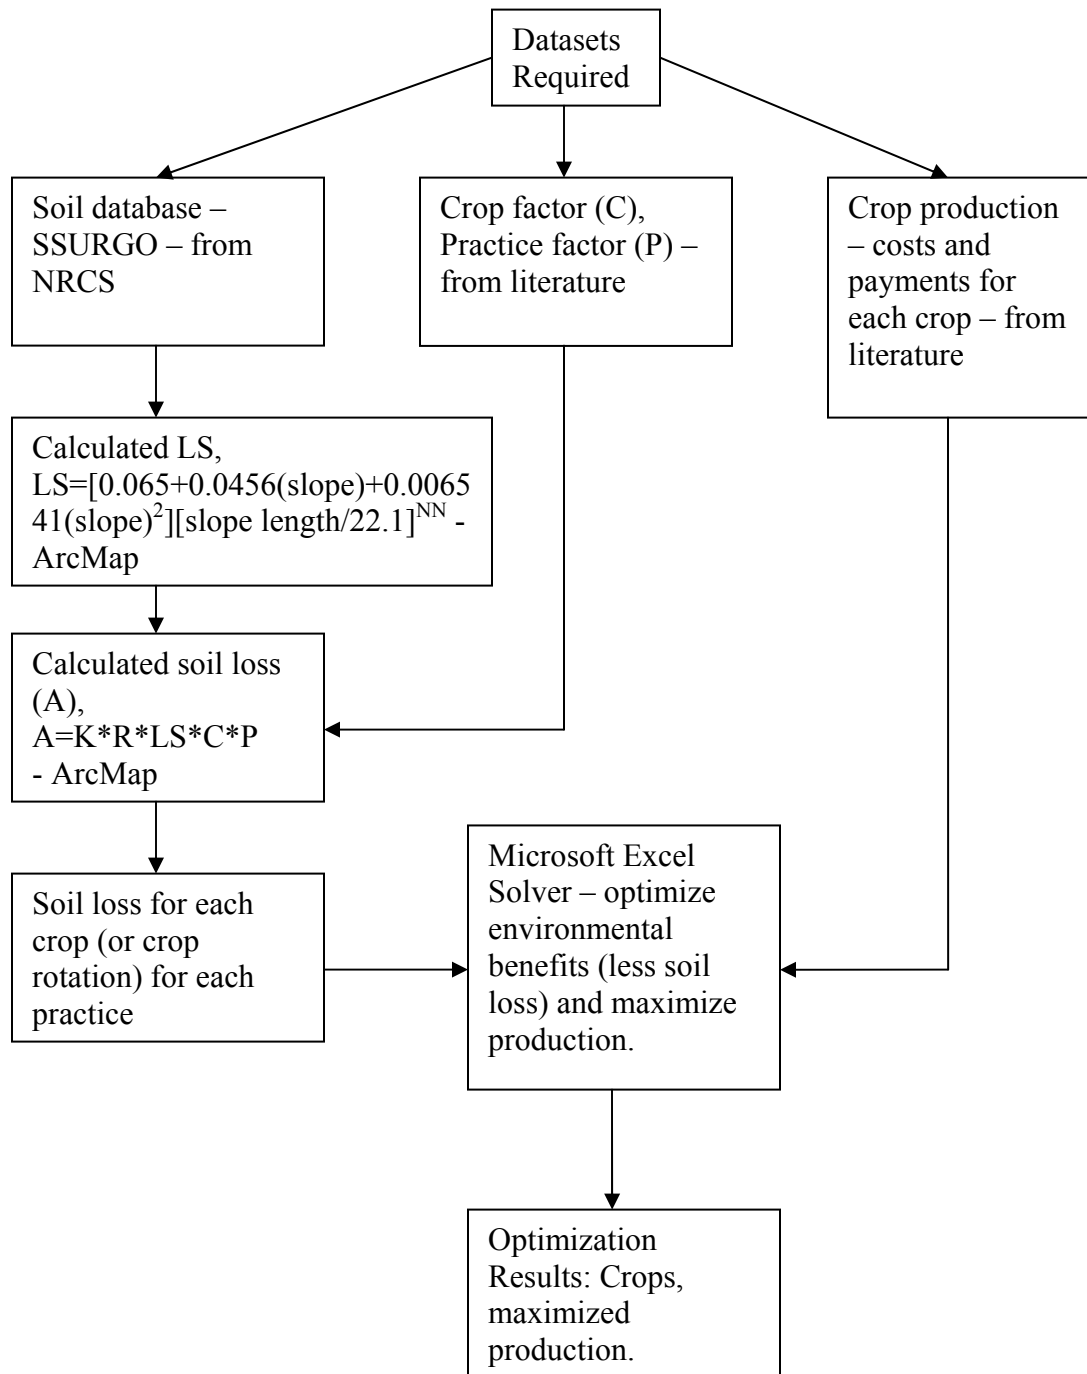 Datasets
Required
Soil database –
SSURGO – from
NRCS
Crop factor (C),
Practice factor (P) –
from literature
Crop production
– costs and
payments for
each crop – from
literature
Calculated LS,
LS=[0.065+0.0456(slope)+0.0065
41(slope)²][slope length/22.1]ᴺᴺ -
ArcMap
Calculated soil loss
(A),
A=K*R*LS*C*P
- ArcMap
Soil loss for each
crop (or crop
rotation) for each
practice
Microsoft Excel
Solver – optimize
environmental
benefits (less soil
loss) and maximize
production.
Optimization
Results: Crops,
maximized
production.